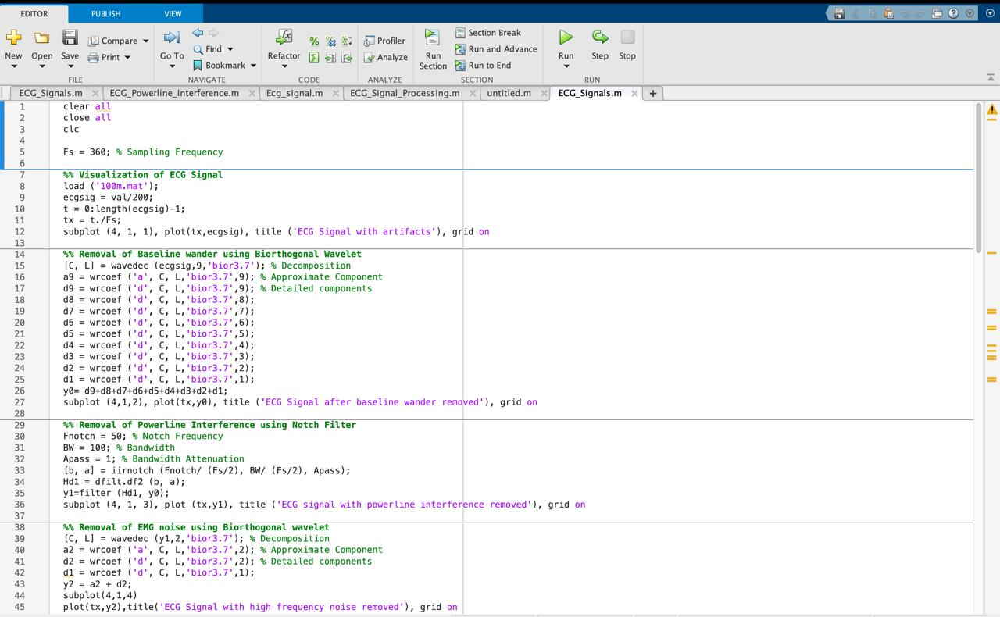 EDITOR PUBLISH VIEW
New Open Save Compare Print
FILE
Go To Find Bookmark
NAVIGATE
Refactor
CODE
Profiler Analyze
ANALYZE
Run Section Section Break Run and Advance Run to End
SECTION
Run Step Stop
RUN
ECG_Signals.m ECG_Powerline_Interference.m Ecg_signal.m ECG_Signal_Processing.m untitled.m ECG_Signals.m +
1 clear all
2 close all
3 clc
4
5 Fs = 360; % Sampling Frequency
6
7 %% Visualization of ECG Signal
8 load ('100m.mat');
9 ecgsig = val/200;
10 t = 0:length(ecgsig)-1;
11 tx = t./Fs;
12 subplot (4, 1, 1), plot(tx,ecgsig), title ('ECG Signal with artifacts'), grid on
13
14 %% Removal of Baseline wander using Biorthogonal Wavelet
15 [C, L] = wavedec (ecgsig,9,'bior3.7'); % Decomposition
16 a9 = wrcoef ('a', C, L,'bior3.7',9); % Approximate Component
17 d9 = wrcoef ('d', C, L,'bior3.7',9); % Detailed components
18 d8 = wrcoef ('d', C, L,'bior3.7',8);
19 d7 = wrcoef ('d', C, L,'bior3.7',7);
20 d6 = wrcoef ('d', C, L,'bior3.7',6);
21 d5 = wrcoef ('d', C, L,'bior3.7',5);
22 d4 = wrcoef ('d', C, L,'bior3.7',4);
23 d3 = wrcoef ('d', C, L,'bior3.7',3);
24 d2 = wrcoef ('d', C, L,'bior3.7',2);
25 d1 = wrcoef ('d', C, L,'bior3.7',1);
26 y0= d9+d8+d7+d6+d5+d4+d3+d2+d1;
27 subplot (4,1,2), plot(tx,y0), title ('ECG Signal after baseline wander removed'), grid on
28
29 %% Removal of Powerline Interference using Notch Filter
30 Fnotch = 50; % Notch Frequency
31 BW = 100; % Bandwidth
32 Apass = 1; % Bandwidth Attenuation
33 [b, a] = iirnotch (Fnotch/ (Fs/2), BW/ (Fs/2), Apass);
34 Hd1 = dfilt.df2 (b, a);
35 y1=filter (Hd1, y0);
36 subplot (4, 1, 3), plot (tx,y1), title ('ECG signal with powerline interference removed'), grid on
37
38 %% Removal of EMG noise using Biorthogonal wavelet
39 [C, L] = wavedec (y1,2,'bior3.7'); % Decomposition
40 a2 = wrcoef ('a', C, L,'bior3.7',2); % Approximate Component
41 d2 = wrcoef ('d', C, L,'bior3.7',2); % Detailed components
42 d1 = wrcoef ('d', C, L,'bior3.7',1);
43 y2 = a2 + d2;
44 subplot(4,1,4)
45 plot(tx,y2),title('ECG Signal with high frequency noise removed'), grid on